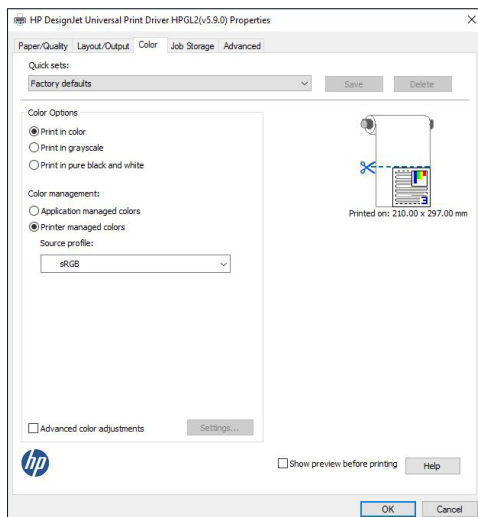 HP DesignJet Universal Print Driver HPGL2(v5.9.0) Properties
Paper/Quality Layout/Output Color Job Storage Advanced
Quick sets:
Factory defaults
Save Delete
Color Options
Print in color
Print in grayscale
Print in pure black and white
Color management:
Application managed colors
Printer managed colors
Source profile:
sRGB
3
Printed on: 210.00 x 297.00 mm
Advanced color adjustments Settings...
hp
Show preview before printing Help
OK Cancel